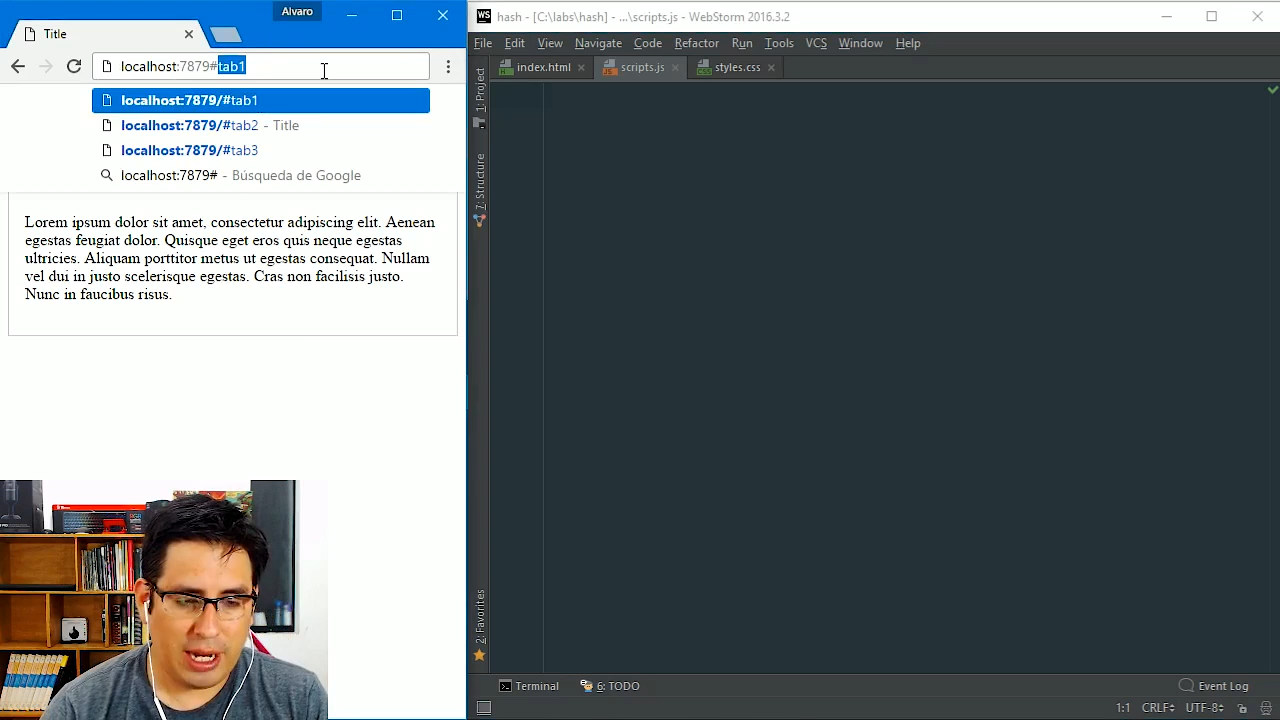 Alvaro
Title
localhost:7879#tab1
localhost:7879/#tab1
localhost:7879/#tab2 - Title
localhost:7879/#tab3
localhost:7879# - Búsqueda de Google
Lorem ipsum dolor sit amet, consectetur adipiscing elit. Aenean
egestas feugiat dolor. Quisque eget eros quis neque egestas
ultricies. Aliquam porttitor metus ut egestas consequat. Nullam
vel dui in justo scelerisque egestas. Cras non facilisis justo.
Nunc in faucibus risus.
WS hash - [C:\labs\hash] - ...\scripts.js - WebStorm 2016.3.2
File Edit View Navigate Code Refactor Run Tools VCS Window Help
index.html scripts.js styles.css
1: Project
7: Structure
2: Favorites
Terminal 6: TODO Event Log
1:1 CRLF UTF-8